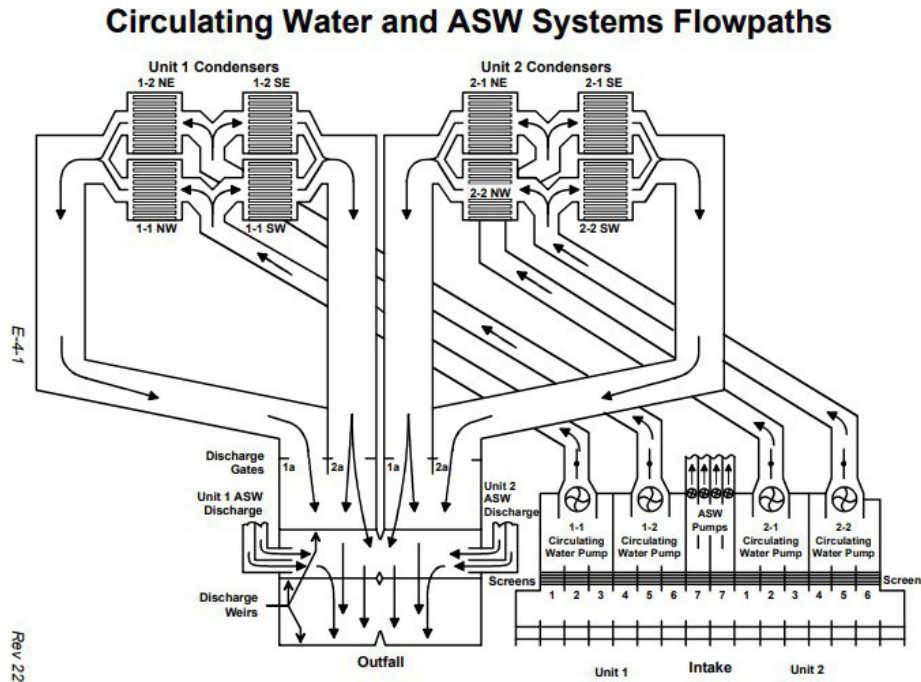 Circulating Water and ASW Systems Flowpaths
Unit 1 Condensers
Unit 2 Condensers
1-2 NE
1-2 SE
2-1 NE
2-1 SE
1-1 NW
1-1 SW
2-2 NW
2-2 SW
E-4-1
Discharge
Gates
1a
2a
1a
2a
Unit 1 ASW
Discharge
Unit 2
ASW
Discharge
ASW
Pumps
1-1
Circulating
Water Pump
1-2
Circulating
Water Pump
2-1
Circulating
Water Pump
2-2
Circulating
Water Pump
Screens
Screen
1 2 3 4 5 6 7 7 1 2 3 4 5 6
Discharge
Weirs
Outfall
Unit 1
Intake
Unit 2
Rev 22